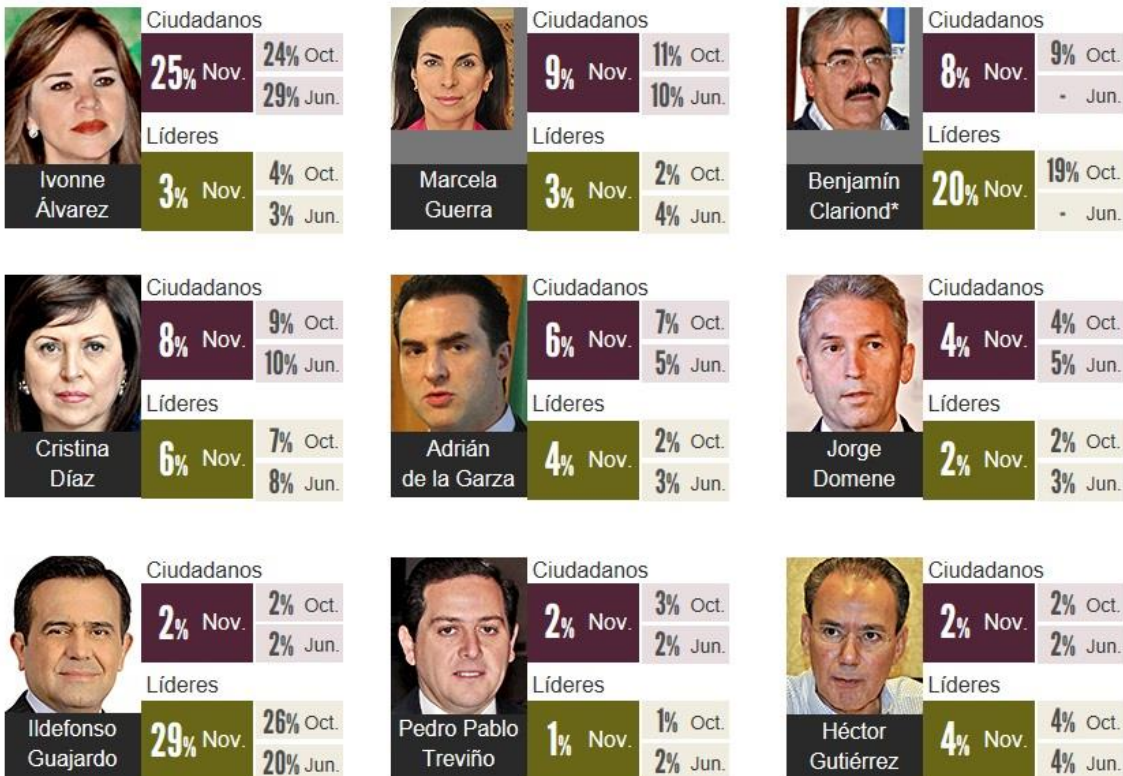 Ciudadanos
25% Nov.
24% Oct.
29% Jun.
Líderes
3% Nov.
4% Oct.
3% Jun.
Ivonne
Álvarez
Ciudadanos
9% Nov.
11% Oct.
10% Jun.
Líderes
3% Nov.
2% Oct.
4% Jun.
Marcela
Guerra
Ciudadanos
8% Nov.
9% Oct.
- Jun.
Líderes
20% Nov.
19% Oct.
- Jun.
Benjamín
Clariond*
Ciudadanos
8% Nov.
9% Oct.
10% Jun.
Líderes
6% Nov.
7% Oct.
8% Jun.
Cristina
Díaz
Ciudadanos
6% Nov.
7% Oct.
5% Jun.
Líderes
4% Nov.
2% Oct.
3% Jun.
Adrián
de la Garza
Ciudadanos
4% Nov.
4% Oct.
5% Jun.
Líderes
2% Nov.
2% Oct.
3% Jun.
Jorge
Domene
Ciudadanos
2% Nov.
2% Oct.
2% Jun.
Líderes
29% Nov.
26% Oct.
20% Jun.
Ildefonso
Guajardo
Ciudadanos
2% Nov.
3% Oct.
2% Jun.
Líderes
1% Nov.
1% Oct.
2% Jun.
Pedro Pablo
Treviño
Ciudadanos
2% Nov.
2% Oct.
2% Jun.
Líderes
4% Nov.
4% Oct.
4% Jun.
Héctor
Gutiérrez